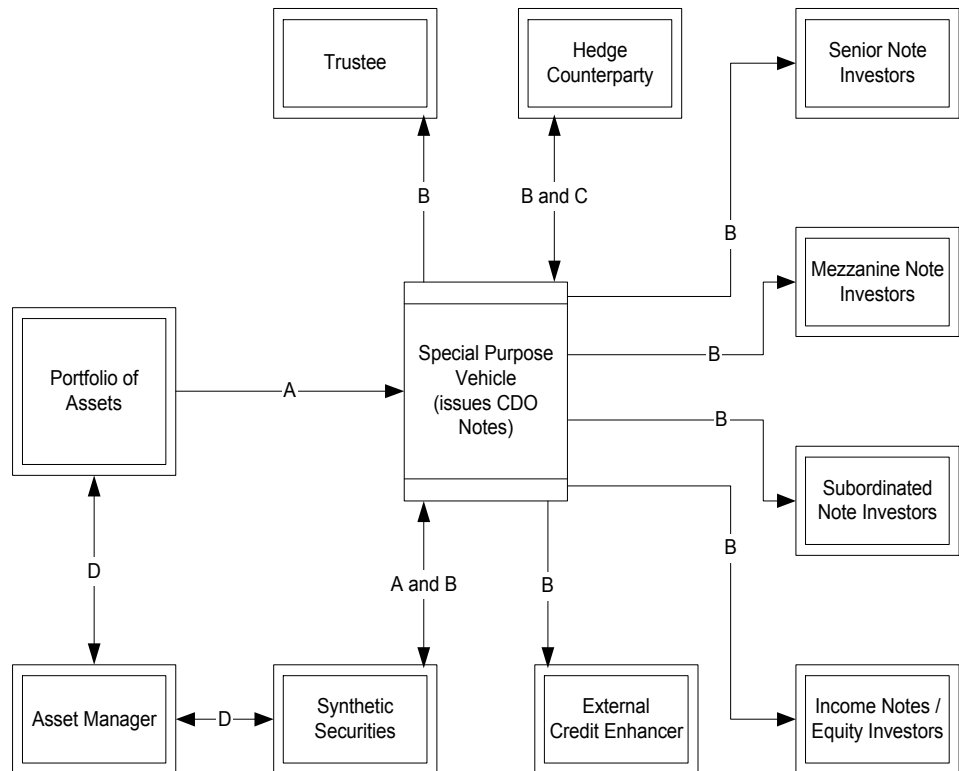 Trustee
Hedge
Counterparty
Senior Note
Investors
B
B and C
B
Mezzanine Note
Investors
Portfolio of
Assets
A
Special Purpose
Vehicle
(issues CDO
Notes)
B
B
Subordinated
Note Investors
D
A and B
B
B
Asset Manager
D
Synthetic
Securities
External
Credit Enhancer
Income Notes /
Equity Investors